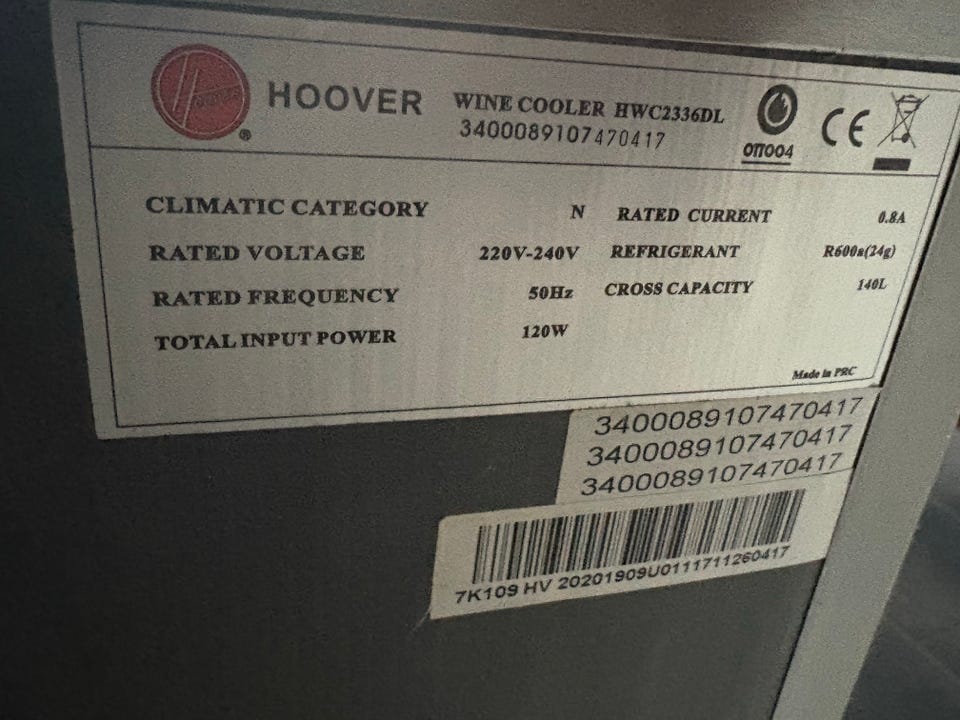 HOOVER WINE COOLER HWC2336DL
3400089107470417
ОП004
CE
CLIMATIC CATEGORY N
RATED VOLTAGE 220V-240V
RATED FREQUENCY 50Hz
TOTAL INPUT POWER 120W
RATED CURRENT 0.8A
REFRIGERANT R600a(24g)
CROSS CAPACITY 140L
Made in PRC
3400089107470417
3400089107470417
3400089107470417
7K109 HV 20201909U0111711260417